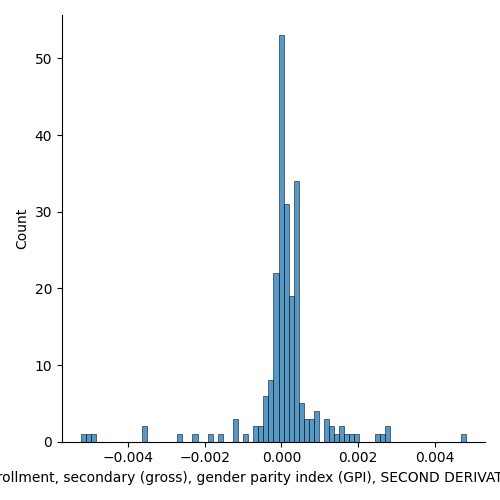 50
40
30
20
10
0
Count
−0.004 −0.002 0.000 0.002 0.004
rollment, secondary (gross), gender parity index (GPI), SECOND DERIVAT